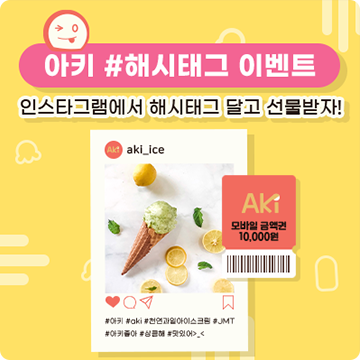 아키 #해시태그 이벤트
인스타그램에서 해시태그 달고 선물받자!
Aki aki_ice
Aki
모바일 금액권
10,000원
#아키 #aki #천연과일아이스크림 #JMT
#아키좋아 #상콤해 #맛있어>_<